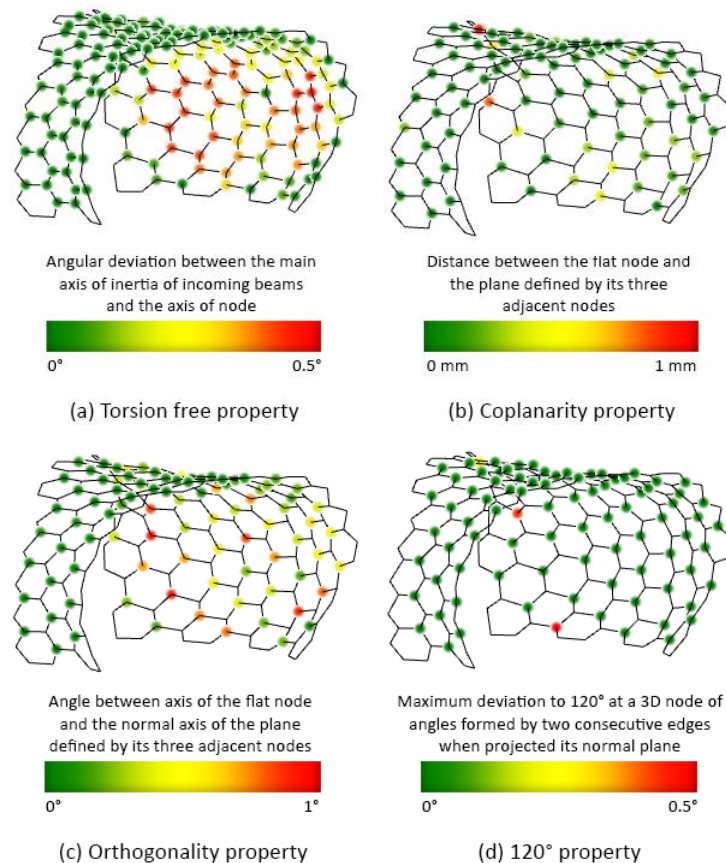 Angular deviation between the main
axis of inertia of incoming beams
and the axis of node
0°
0.5°
(a) Torsion free property
Distance between the flat node and
the plane defined by its three
adjacent nodes
0 mm
1 mm
(b) Coplanarity property
Angle between axis of the flat node
and the normal axis of the plane
defined by its three adjacent nodes
0°
1°
(c) Orthogonality property
Maximum deviation to 120° at a 3D node of
angles formed by two consecutive edges
when projected its normal plane
0°
0.5°
(d) 120° property